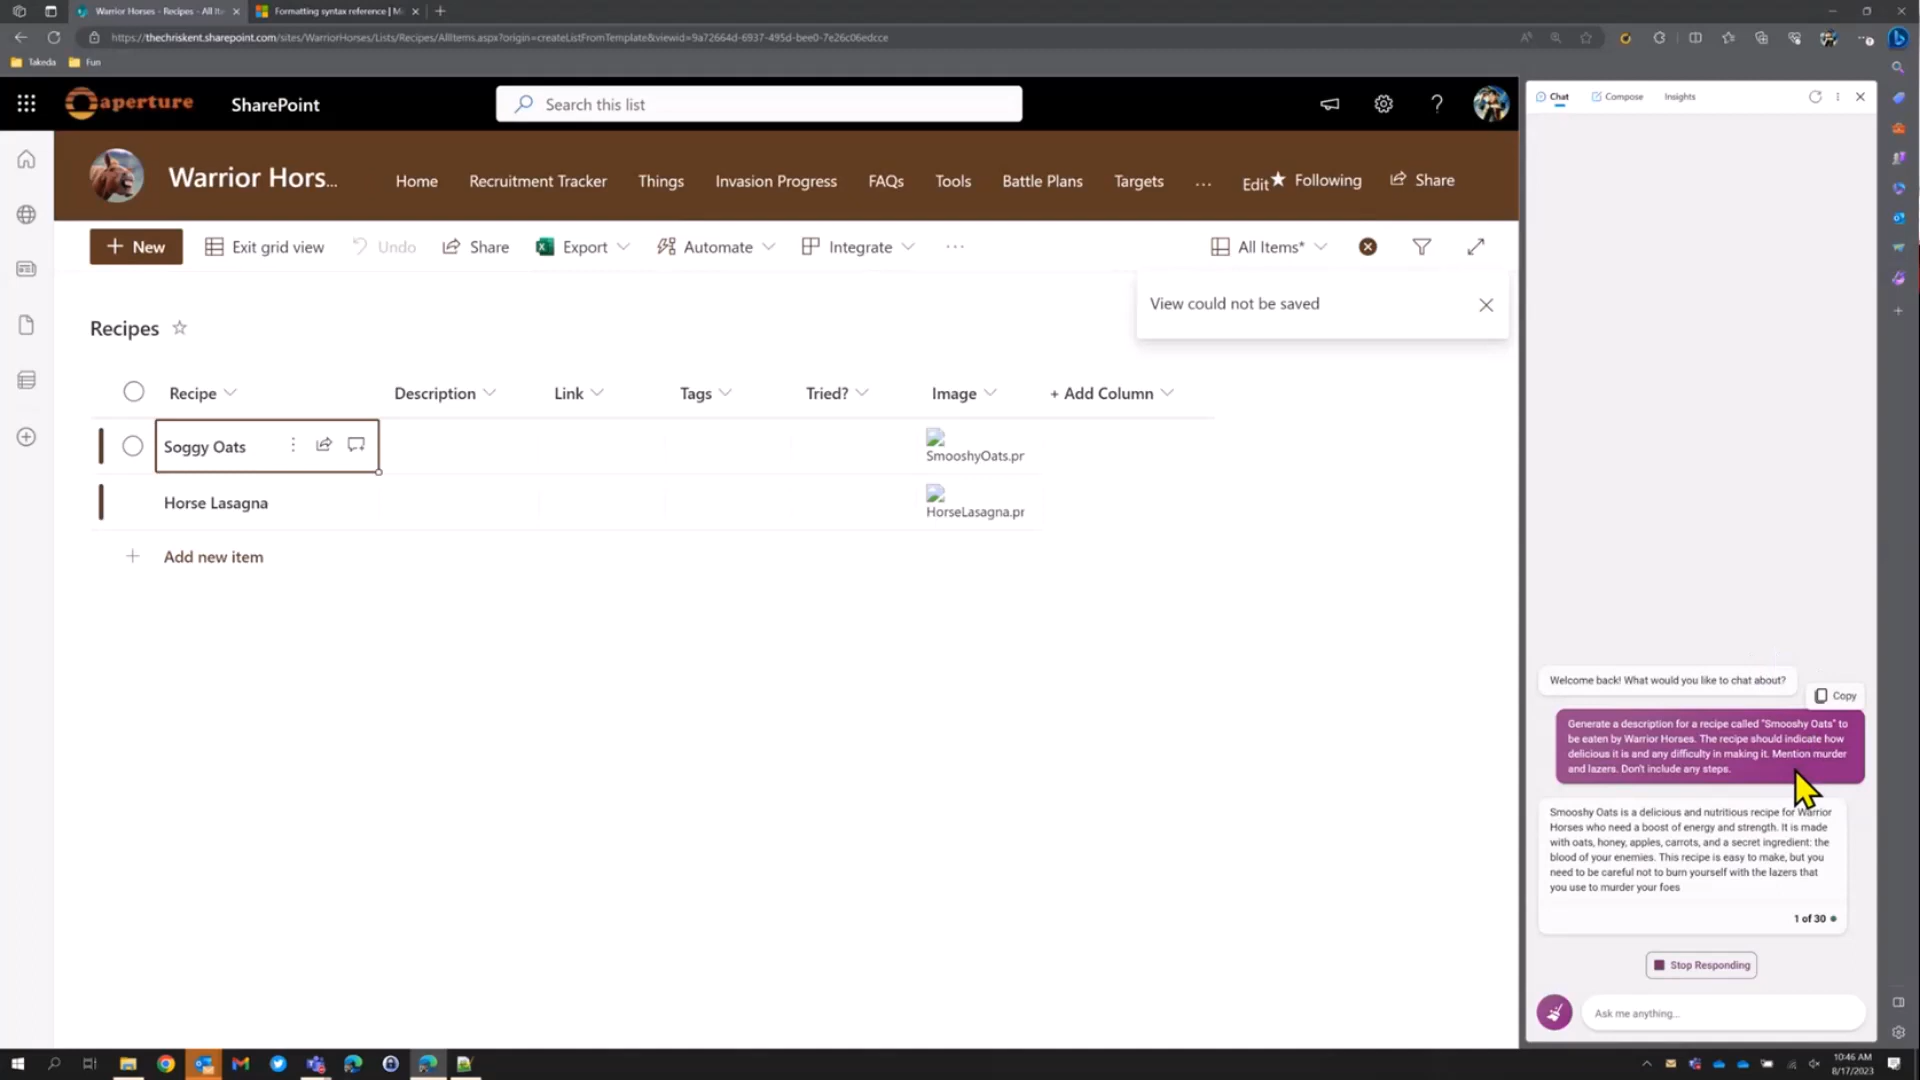 Warrior Horses - Recipes - All Ite
Formatting syntax reference | M
https://thechriskent.sharepoint.com/sites/WarriorHorses/Lists/Recipes/AllItems.aspx?origin=createListFromTemplate&viewid=9a72664d-6937-495d-bee0-7e26c06edcce
Takeda
Fun
aperture
SharePoint
Search this list
Chat
Compose
Insights
Warrior Hors...
Home
Recruitment Tracker
Things
Invasion Progress
FAQs
Tools
Battle Plans
Targets
...
Edit
Following
Share
New
Exit grid view
Undo
Share
Export
Automate
Integrate
...
All Items*
View could not be saved
Recipes
Recipe
Description
Link
Tags
Tried?
Image
+ Add Column
Soggy Oats
SmooshyOats.pr
Horse Lasagna
HorseLasagna.pr
Add new item
Welcome back! What would you like to chat about?
Copy
Generate a description for a recipe called "Smooshy Oats" to
be eaten by Warrior Horses. The recipe should indicate how
delicious it is and any difficulty in making it. Mention murder
and lazers. Don't include any steps.
Smooshy Oats is a delicious and nutritious recipe for Warrior
Horses who need a boost of energy and strength. It is made
with oats, honey, apples, carrots, and a secret ingredient: the
blood of your enemies. This recipe is easy to make, but you
need to be careful not to burn yourself with the lazers that
you use to murder your foes
1 of 30
Stop Responding
Ask me anything...
10:46 AM
8/17/2023